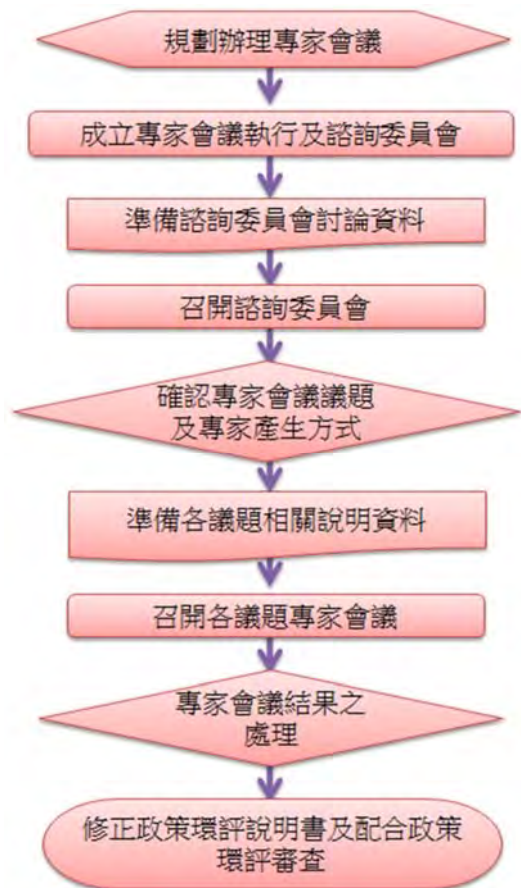 規劃辦理專家會議
成立專家會議執行及諮詢委員會
準備諮詢委員會討論資料
召開諮詢委員會
確認專家會議議題
及專家產生方式
準備各議題相關說明資料
召開各議題專家會議
專家會議結果之
處理
修正政策環評說明書及配合政策
環評審查